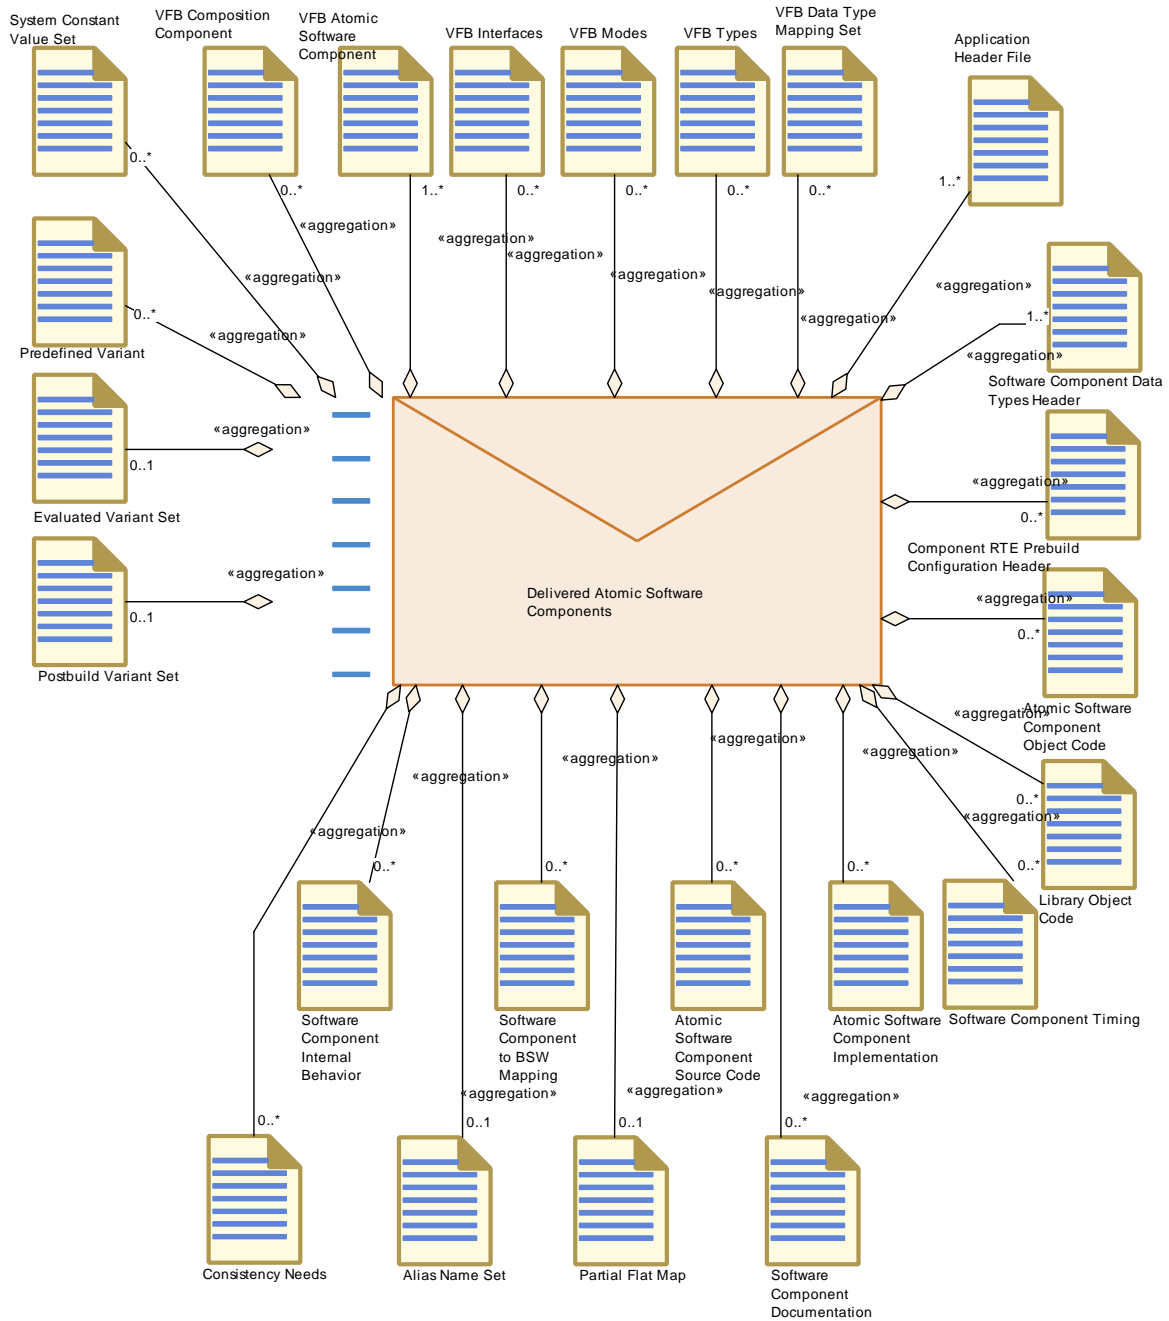 System Constant
Value Set
VFB Composition
Component
VFB Atomic
Software
Component
VFB Interfaces
VFB Modes
VFB Types
VFB Data Type
Mapping Set
Application
Header File
0..*
0..*
1..*
0..*
0..*
0..*
0..*
1..*
«aggregation»
«aggregation»
«aggregation»
«aggregation»
«aggregation»
«aggregation»
«aggregation»
«aggregation»
0..*
«aggregation»
«aggregation»
1..*
«aggregation»
Predefined Variant
Software Component Data
Types Header
«aggregation»
0..1
Evaluated Variant Set
«aggregation»
0..*
Component RTE Prebuild
Configuration Header
«aggregation»
0..1
Postbuild Variant Set
Delivered Atomic Software
Components
«aggregation»
0..*
Atomic Software
Component
Object Code
«aggregation»
«aggregation»
«aggregation»
«aggregation»
«aggregation»
0..*
«aggregation»
«aggregation»
0..*
0..*
0..*
0..*
0..*
Library Object
Code
Software
Component
Internal
Behavior
Software
Component
to BSW
Mapping
Atomic
Software
Component
Source Code
Atomic Software
Component
Implementation
Software Component Timing
«aggregation»
«aggregation»
«aggregation»
0..*
0..1
0..1
0..*
Consistency Needs
Alias Name Set
Partial Flat Map
Software
Component
Documentation